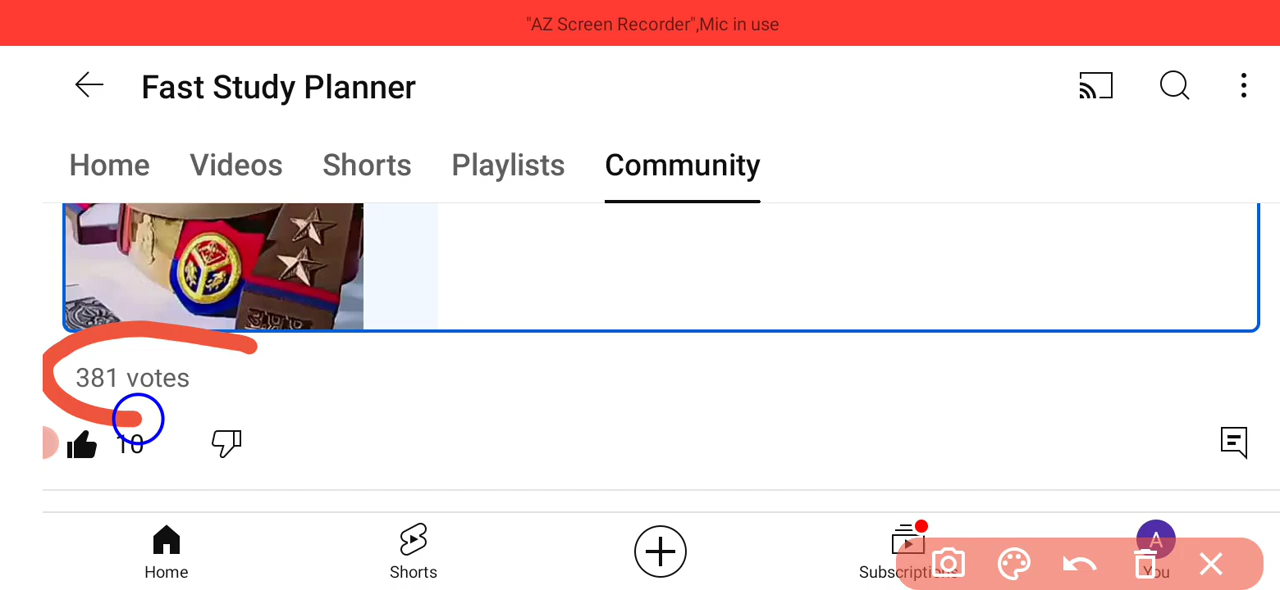 "AZ Screen Recorder",Mic in use
Fast Study Planner
Home Videos Shorts Playlists Community
381 votes
10
Home Shorts Subscriptions You
A